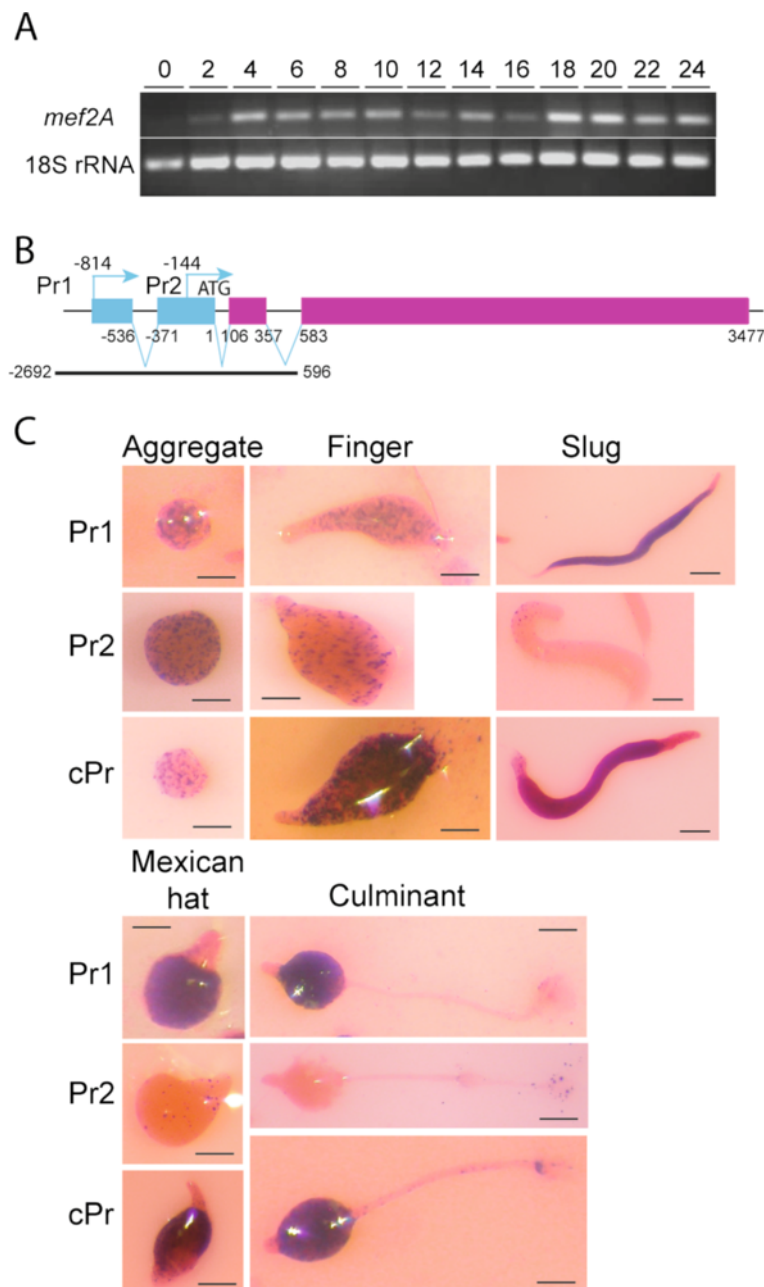 A
0 2 4 6 8 10 12 14 16 18 20 22 24
mef2A
18S rRNA
B
-814 -144
Pr1 Pr2 ATG
-536 -371 1 106 357 583 3477
-2692 596
C
Aggregate Finger Slug
Pr1
Pr2
cPr
Mexican
hat Culminant
Pr1
Pr2
cPr